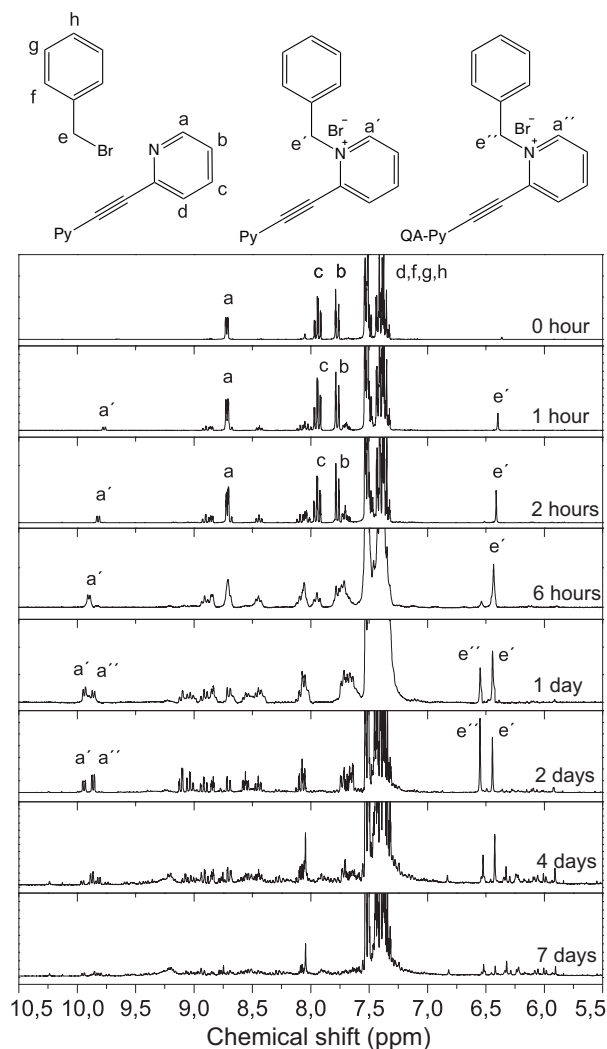 h
g
f
e
Br
a
N
b
c
d
Py
Br⁻
a´
e´
N
+
Py
Br⁻
a´´
e´´
N
+
QA-Py
a c b d,f,g,h
0 hour
a´ a c b e´
1 hour
a´ a c b e´
2 hours
a´ e´
6 hours
a´ a´´ e´´ e´
1 day
a´ a´´ e´´ e´
2 days
4 days
7 days
10,5 10,0 9,5 9,0 8,5 8,0 7,5 7,0 6,5 6,0 5,5
Chemical shift (ppm)